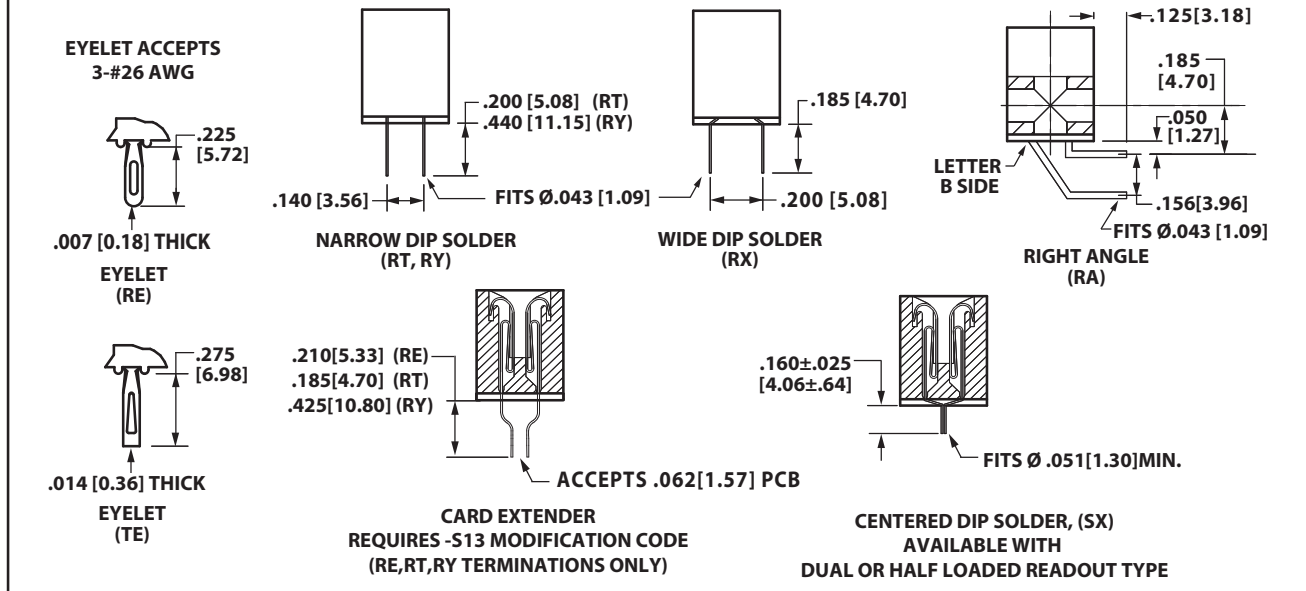 EYELET ACCEPTS
3-#26 AWG
.225
[5.72]
.007 [0.18] THICK
EYELET
(RE)
.200 [5.08] (RT)
.440 [11.15] (RY)
.140 [3.56]
FITS Ø.043 [1.09]
NARROW DIP SOLDER
(RT, RY)
.185 [4.70]
.200 [5.08]
WIDE DIP SOLDER
(RX)
.125[3.18]
.185
[4.70]
.050
[1.27]
LETTER
B SIDE
.156[3.96]
FITS Ø.043 [1.09]
RIGHT ANGLE
(RA)
.275
[6.98]
.014 [0.36] THICK
EYELET
(TE)
.210[5.33] (RE)
.185[4.70] (RT)
.425[10.80] (RY)
ACCEPTS .062[1.57] PCB
CARD EXTENDER
REQUIRES -S13 MODIFICATION CODE
(RE,RT,RY TERMINATIONS ONLY)
.160±.025
[4.06±.64]
FITS Ø .051[1.30]MIN.
CENTERED DIP SOLDER, (SX)
AVAILABLE WITH
DUAL OR HALF LOADED READOUT TYPE